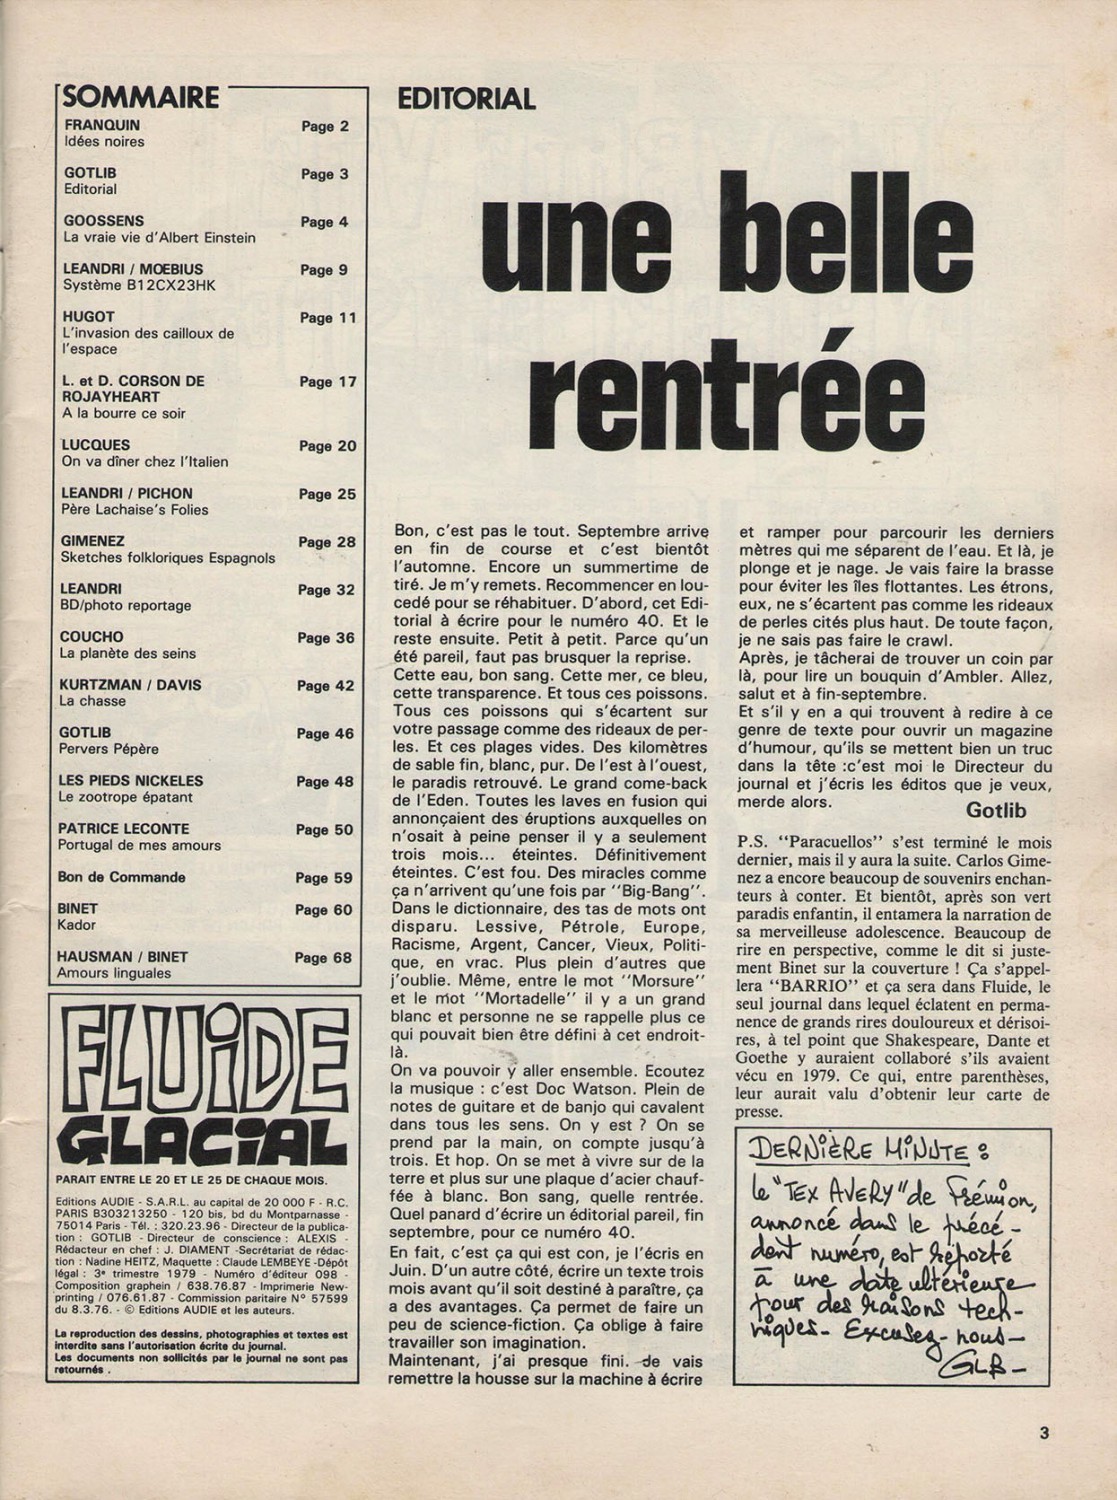 SOMMAIRE
FRANQUIN Page 2
Idées noires
GOTLIB Page 3
Editorial
GOOSSENS Page 4
La vraie vie d'Albert Einstein
LEANDRI / MŒBIUS Page 9
Système B12CX23HK
HUGOT Page 11
L'invasion des cailloux de
l'espace
L. et D. CORSON DE Page 17
ROJAYHEART
A la bourre ce soir
LUCQUES Page 20
On va dîner chez l'Italien
LEANDRI / PICHON Page 25
Père Lachaise's Folies
GIMENEZ Page 28
Sketches folkloriques Espagnols
LEANDRI Page 32
BD/photo reportage
COUCHO Page 36
La planète des seins
KURTZMAN / DAVIS Page 42
La chasse
GOTLIB Page 46
Pervers Pépère
LES PIEDS NICKELES Page 48
Le zootrope épatant
PATRICE LECONTE Page 50
Portugal de mes amours
Bon de Commande Page 59
BINET Page 60
Kador
HAUSMAN / BINET Page 68
Amours linguales
FLUiDE
GLACiAL
PARAIT ENTRE LE 20 ET LE 25 DE CHAQUE MOIS.
Editions AUDIE - S.A.R.L. au capital de 20 000 F - R.C.
PARIS B303213250 - 120 bis, bd du Montparnasse -
75014 Paris - Tél. : 320.23.96 - Directeur de la publica-
tion : GOTLIB - Directeur de conscience : ALEXIS -
Rédacteur en chef : J. DIAMENT -Secrétariat de rédac-
tion : Nadine HEITZ, Maquette : Claude LEMBEYE -Dépôt
légal : 3e trimestre 1979 - Numéro d'éditeur 098 -
Composition graphein / 638.76.87 - Imprimerie New-
printing / 076.61.87 - Commission paritaire N° 57599
du 8.3.76. - © Editions AUDIE et les auteurs.
La reproduction des dessins, photographies et textes est
interdite sans l'autorisation écrite du journal.
Les documents non sollicités par le journal ne sont pas
retournés .
EDITORIAL
une belle
rentrée
Bon, c'est pas le tout. Septembre arrive
en fin de course et c'est bientôt
l'automne. Encore un summertime de
tiré. Je m'y remets. Recommencer en lou-
cedé pour se réhabituer. D'abord, cet Edi-
torial à écrire pour le numéro 40. Et le
reste ensuite. Petit à petit. Parce qu'un
été pareil, faut pas brusquer la reprise.
Cette eau, bon sang. Cette mer, ce bleu,
cette transparence. Et tous ces poissons.
Tous ces poissons qui s'écartent sur
votre passage comme des rideaux de per-
les. Et ces plages vides. Des kilomètres
de sable fin, blanc, pur. De l'est à l'ouest,
le paradis retrouvé. Le grand come-back
de l'Eden. Toutes les laves en fusion qui
annonçaient des éruptions auxquelles on
n'osait à peine penser il y a seulement
trois mois... éteintes. Définitivement
éteintes. C'est fou. Des miracles comme
ça n'arrivent qu'une fois par "Big-Bang".
Dans le dictionnaire, des tas de mots ont
disparu. Lessive, Pétrole, Europe,
Racisme, Argent, Cancer, Vieux, Politi-
que, en vrac. Plus plein d'autres que
j'oublie. Même, entre le mot "Morsure"
et le mot "Mortadelle" il y a un grand
blanc et personne ne se rappelle plus ce
qui pouvait bien être défini à cet endroit-
là.
On va pouvoir y aller ensemble. Ecoutez
la musique : c'est Doc Watson. Plein de
notes de guitare et de banjo qui cavalent
dans tous les sens. On y est ? On se
prend par la main, on compte jusqu'à
trois. Et hop. On se met à vivre sur de la
terre et plus sur une plaque d'acier chauf-
fée à blanc. Bon sang, quelle rentrée.
Quel panard d'écrire un éditorial pareil, fin
septembre, pour ce numéro 40.
En fait, c'est ça qui est con, je l'écris en
Juin. D'un autre côté, écrire un texte trois
mois avant qu'il soit destiné à paraître, ça
a des avantages. Ça permet de faire un
peu de science-fiction. Ça oblige à faire
travailler son imagination.
Maintenant, j'ai presque fini. Je vais
remettre la housse sur la machine à écrire
et ramper pour parcourir les derniers
mètres qui me séparent de l'eau. Et là, je
plonge et je nage. Je vais faire la brasse
pour éviter les îles flottantes. Les étrons,
eux, ne s'écartent pas comme les rideaux
de perles cités plus haut. De toute façon,
je ne sais pas faire le crawl.
Après, je tâcherai de trouver un coin par
là, pour lire un bouquin d'Ambler. Allez,
salut et à fin-septembre.
Et s'il y en a qui trouvent à redire à ce
genre de texte pour ouvrir un magazine
d'humour, qu'ils se mettent bien un truc
dans la tête :c'est moi le Directeur du
journal et j'écris les éditos que je veux,
merde alors.
Gotlib
P.S. "Paracuellos" s'est terminé le mois
dernier, mais il y aura la suite. Carlos Gime-
nez a encore beaucoup de souvenirs enchan-
teurs à conter. Et bientôt, après son vert
paradis enfantin, il entamera la narration de
sa merveilleuse adolescence. Beaucoup de
rire en perspective, comme le dit si juste-
ment Binet sur la couverture ! Ça s'appel-
lera "BARRIO" et ça sera dans Fluide, le
seul journal dans lequel éclatent en perma-
nence de grands rires douloureux et dérisoi-
res, à tel point que Shakespeare, Dante et
Goethe y auraient collaboré s'ils avaient
vécu en 1979. Ce qui, entre parenthèses,
leur aurait valu d'obtenir leur carte de
presse.
DERNiÈRE MiNUTE :
le "TEX AVERY" de Frémion,
annoncé dans le précé-
dent numéro, est reporté
à une date ultérieure
pour des raisons tech-
niques- Excusez-nous-
GLB-
3